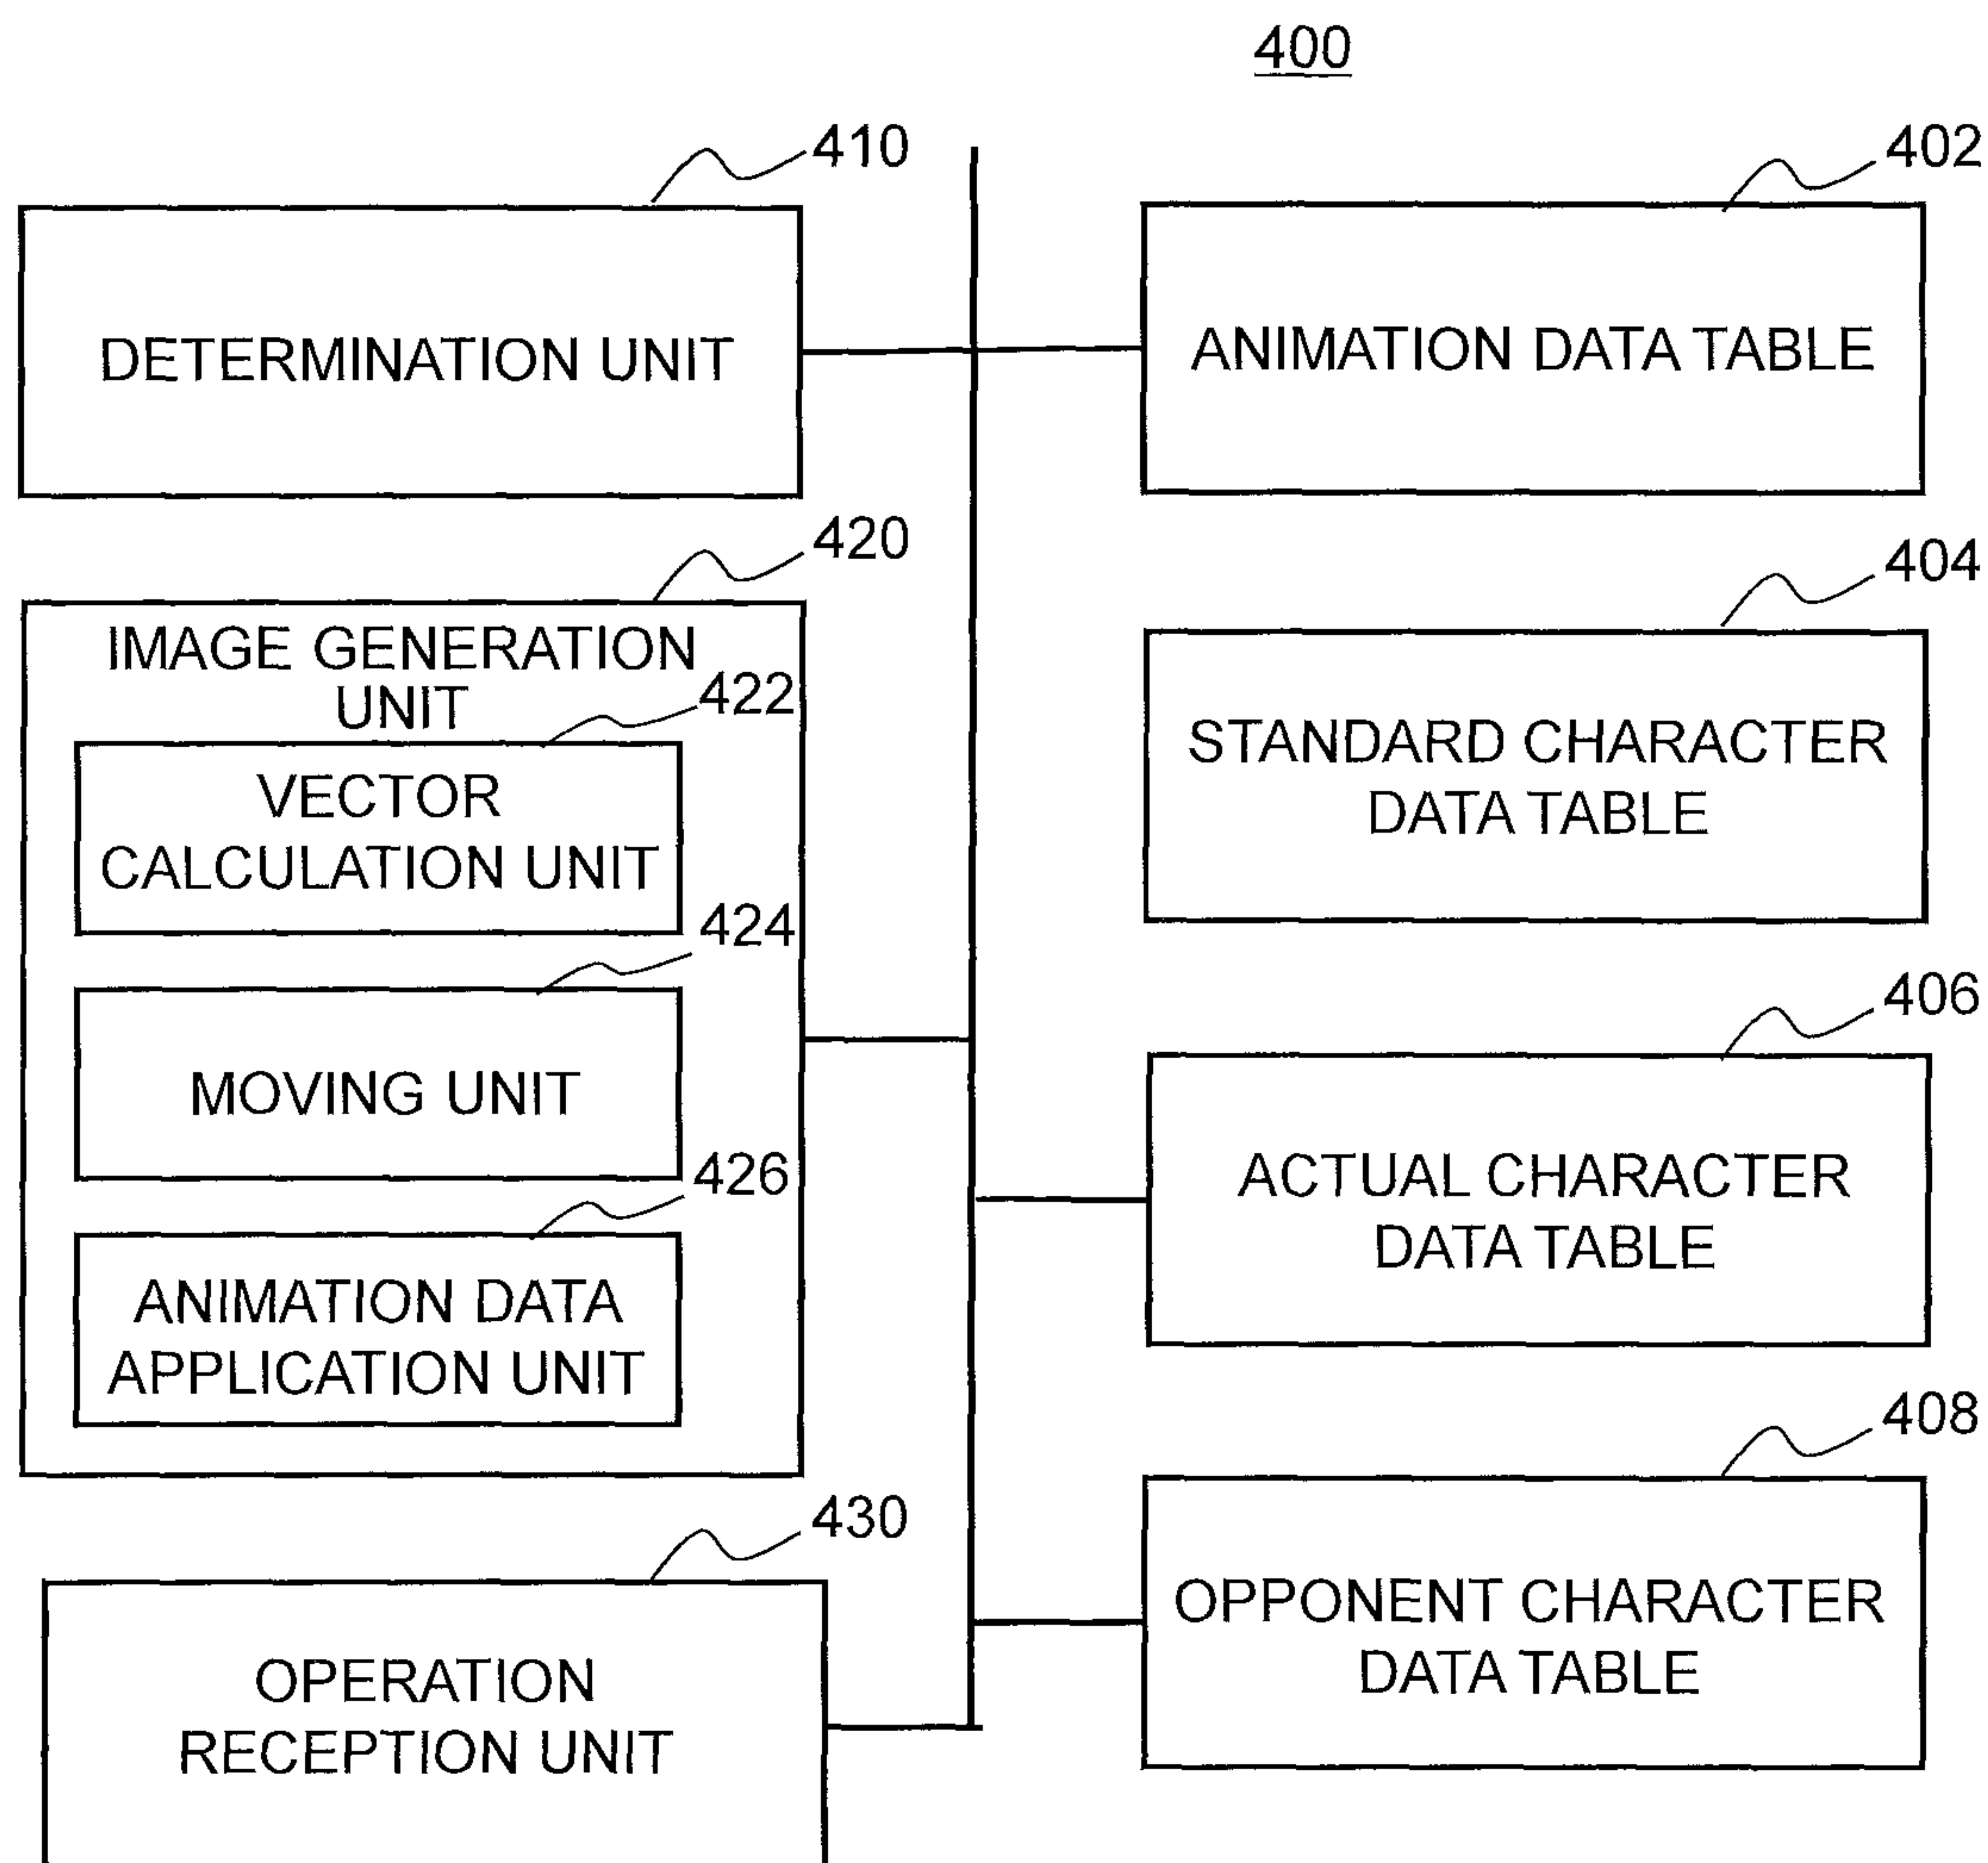 400
410
DETERMINATION UNIT
402
ANIMATION DATA TABLE
420
IMAGE GENERATION
UNIT
422
VECTOR
CALCULATION UNIT
424
MOVING UNIT
426
ANIMATION DATA
APPLICATION UNIT
404
STANDARD CHARACTER
DATA TABLE
406
ACTUAL CHARACTER
DATA TABLE
430
OPERATION
RECEPTION UNIT
408
OPPONENT CHARACTER
DATA TABLE